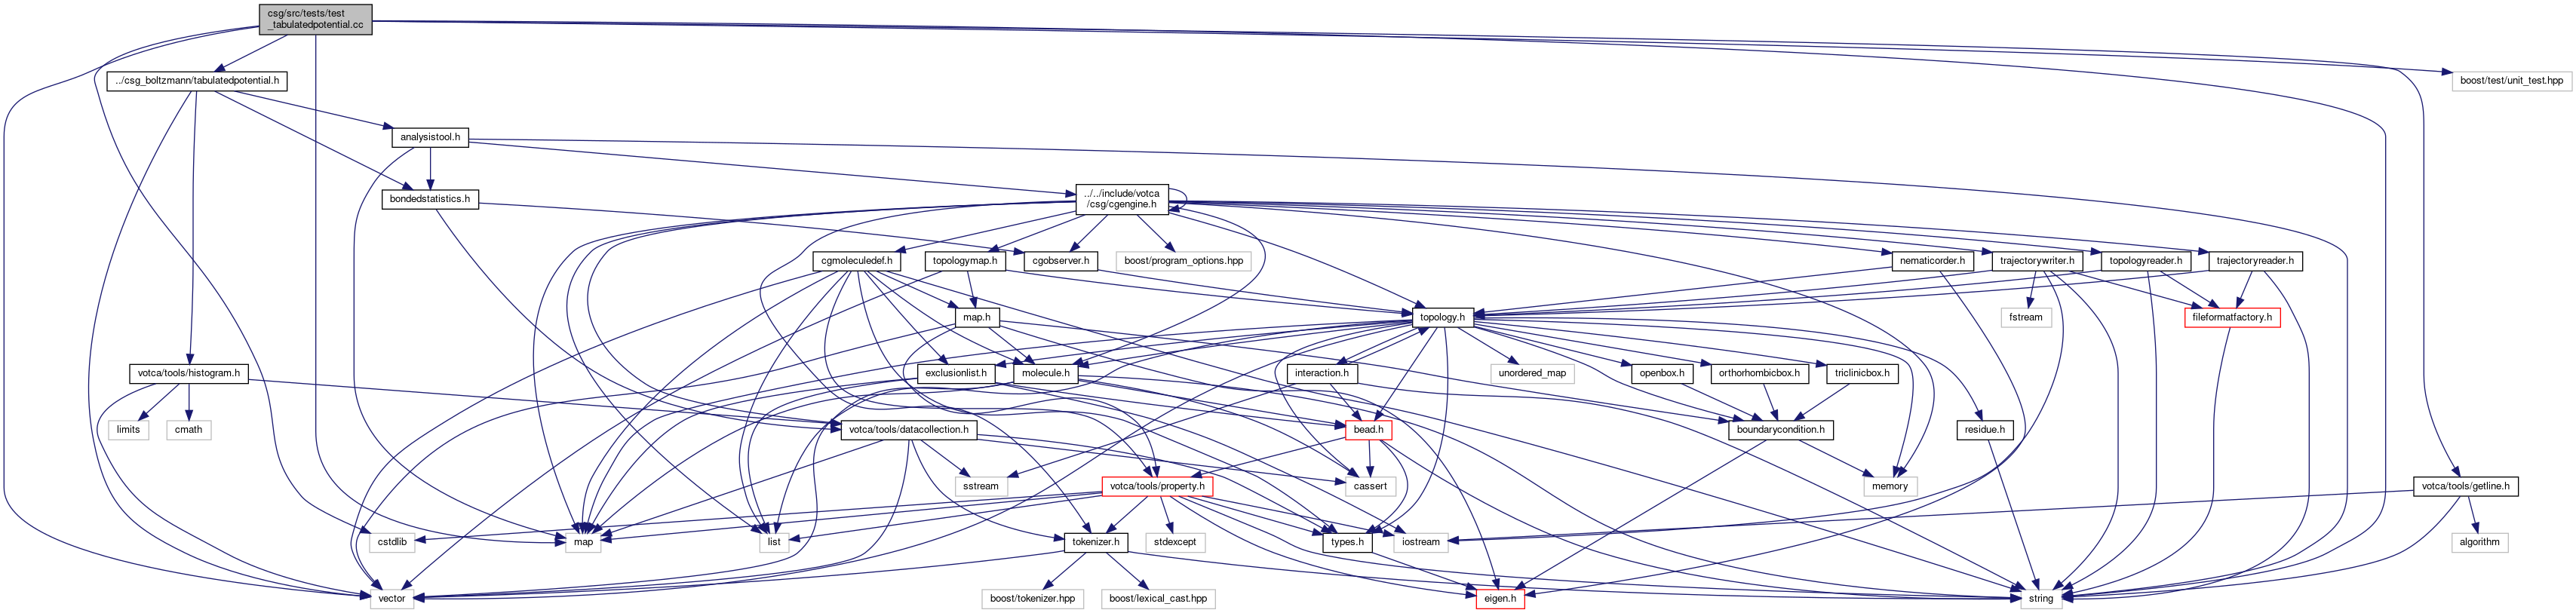 csg/src/tests/test
_tabulatedpotential.cc
../csg_boltzmann/tabulatedpotential.h
boost/test/unit_test.hpp
analysistool.h
bondedstatistics.h
../../include/votca
/csg/cgengine.h
cgmoleculedef.h
topologymap.h
cgobserver.h
boost/program_options.hpp
nematicorder.h
trajectorywriter.h
topologyreader.h
trajectoryreader.h
map.h
topology.h
fstream
fileformatfactory.h
votca/tools/histogram.h
exclusionlist.h
molecule.h
interaction.h
unordered_map
openbox.h
orthorhombicbox.h
triclinicbox.h
limits
cmath
votca/tools/datacollection.h
bead.h
boundarycondition.h
residue.h
sstream
votca/tools/property.h
cassert
memory
votca/tools/getline.h
cstdlib
map
list
tokenizer.h
stdexcept
types.h
iostream
algorithm
vector
boost/tokenizer.hpp
boost/lexical_cast.hpp
eigen.h
string